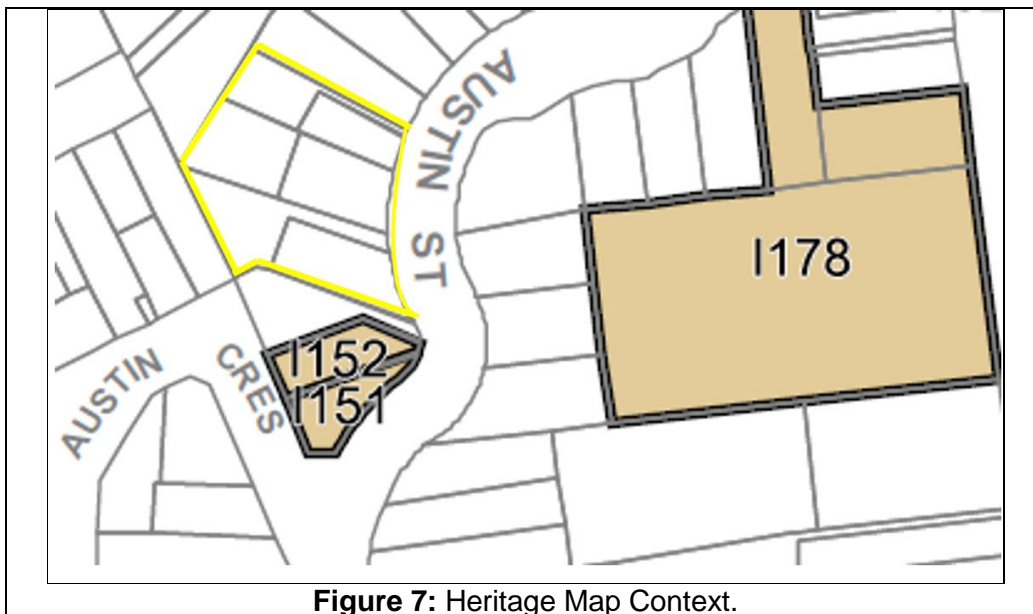 AUSTIN ST
I178
I152
I151
AUSTIN CRES
Figure 7: Heritage Map Context.